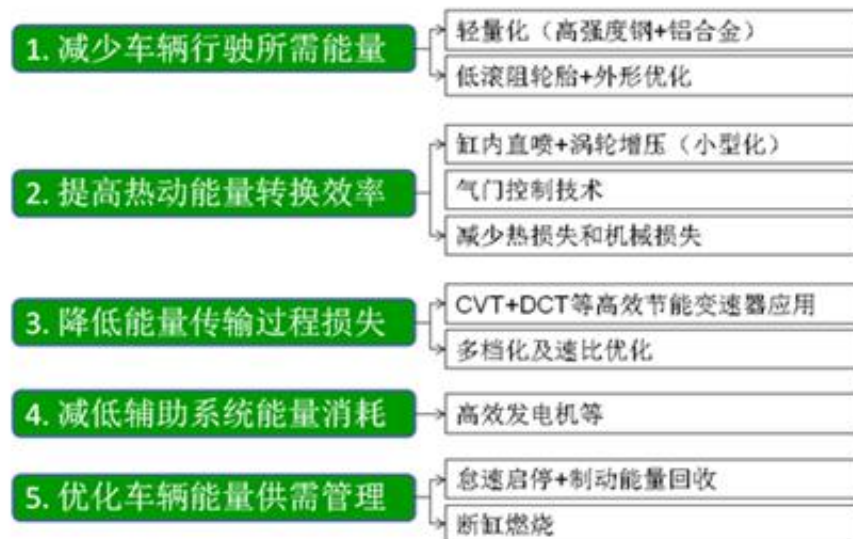 1. 减少车辆行驶所需能量
轻量化（高强度钢+铝合金）
低滚阻轮胎+外形优化
2. 提高热动能量转换效率
缸内直喷+涡轮增压（小型化）
气门控制技术
减少热损失和机械损失
3. 降低能量传输过程损失
CVT+DCT等高效节能变速器应用
多档化及速比优化
4. 减低辅助系统能量消耗
高效发电机等
5. 优化车辆能量供需管理
怠速启停+制动能量回收
断缸燃烧